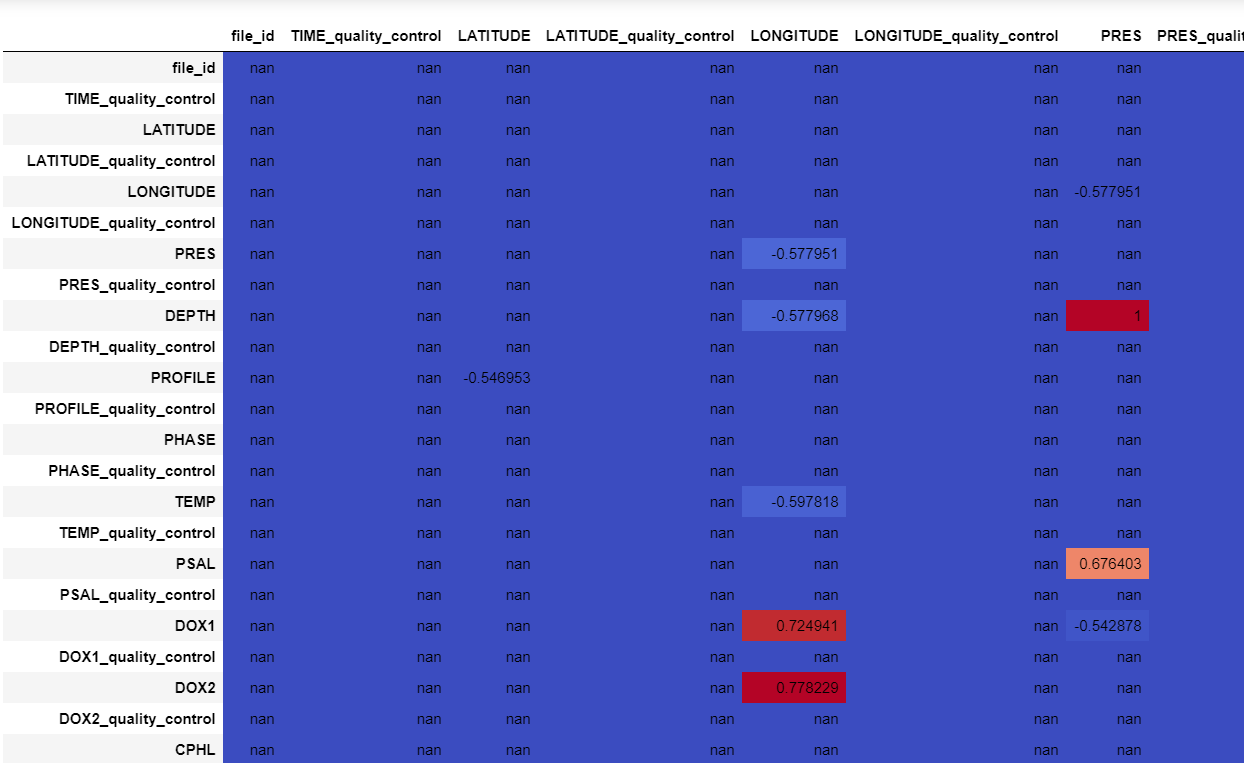 file_id TIME_quality_control LATITUDE LATITUDE_quality_control LONGITUDE LONGITUDE_quality_control PRES PRES_qualit
file_id nan nan nan nan nan nan nan
TIME_quality_control nan nan nan nan nan nan nan
LATITUDE nan nan nan nan nan nan nan
LATITUDE_quality_control nan nan nan nan nan nan nan
LONGITUDE nan nan nan nan nan nan -0.577951
LONGITUDE_quality_control nan nan nan nan nan nan nan
PRES nan nan nan nan -0.577951 nan nan
PRES_quality_control nan nan nan nan nan nan nan
DEPTH nan nan nan nan -0.577968 nan 1
DEPTH_quality_control nan nan nan nan nan nan nan
PROFILE nan nan -0.546953 nan nan nan nan
PROFILE_quality_control nan nan nan nan nan nan nan
PHASE nan nan nan nan nan nan nan
PHASE_quality_control nan nan nan nan nan nan nan
TEMP nan nan nan nan -0.597818 nan nan
TEMP_quality_control nan nan nan nan nan nan nan
PSAL nan nan nan nan nan nan 0.676403
PSAL_quality_control nan nan nan nan nan nan nan
DOX1 nan nan nan nan 0.724941 nan -0.542878
DOX1_quality_control nan nan nan nan nan nan nan
DOX2 nan nan nan nan 0.778229 nan nan
DOX2_quality_control nan nan nan nan nan nan nan
CPHL nan nan nan nan nan nan nan